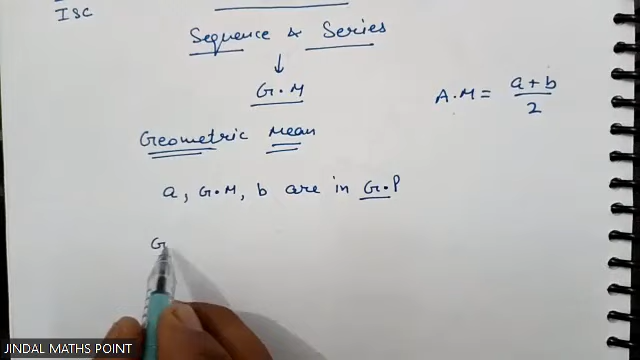 ISC
Sequence & Series
↓
G.M
A.M = a+b / 2
Geometric Mean
a, G.M, b are in G.P
G
JINDAL MATHS POINT